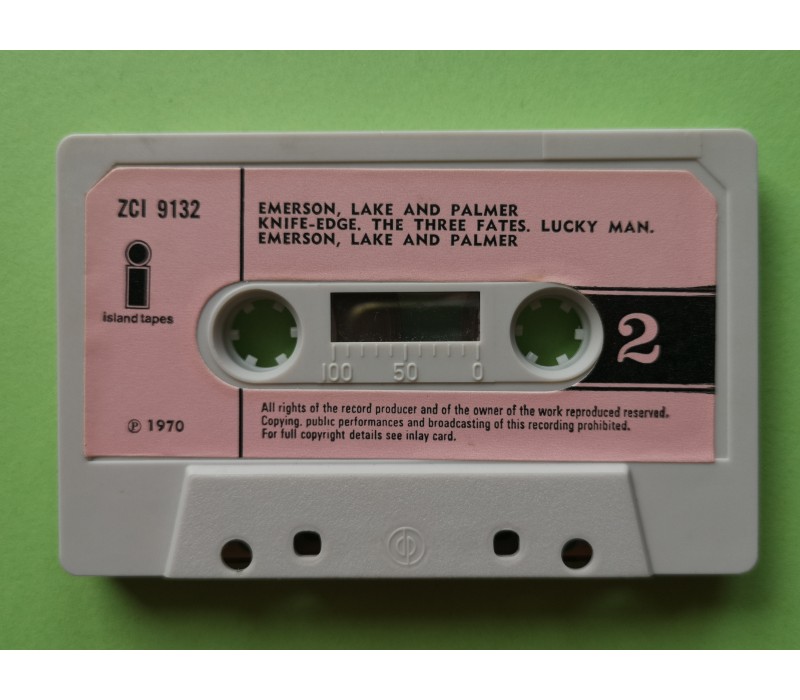 ZCI 9132
island tapes
EMERSON, LAKE AND PALMER
KNIFE-EDGE. THE THREE FATES. LUCKY MAN.
EMERSON, LAKE AND PALMER
2
100 50 0
℗ 1970
All rights of the record producer and of the owner of the work reproduced reserved.
Copying, public performances and broadcasting of this recording prohibited.
For full copyright details see inlay card.